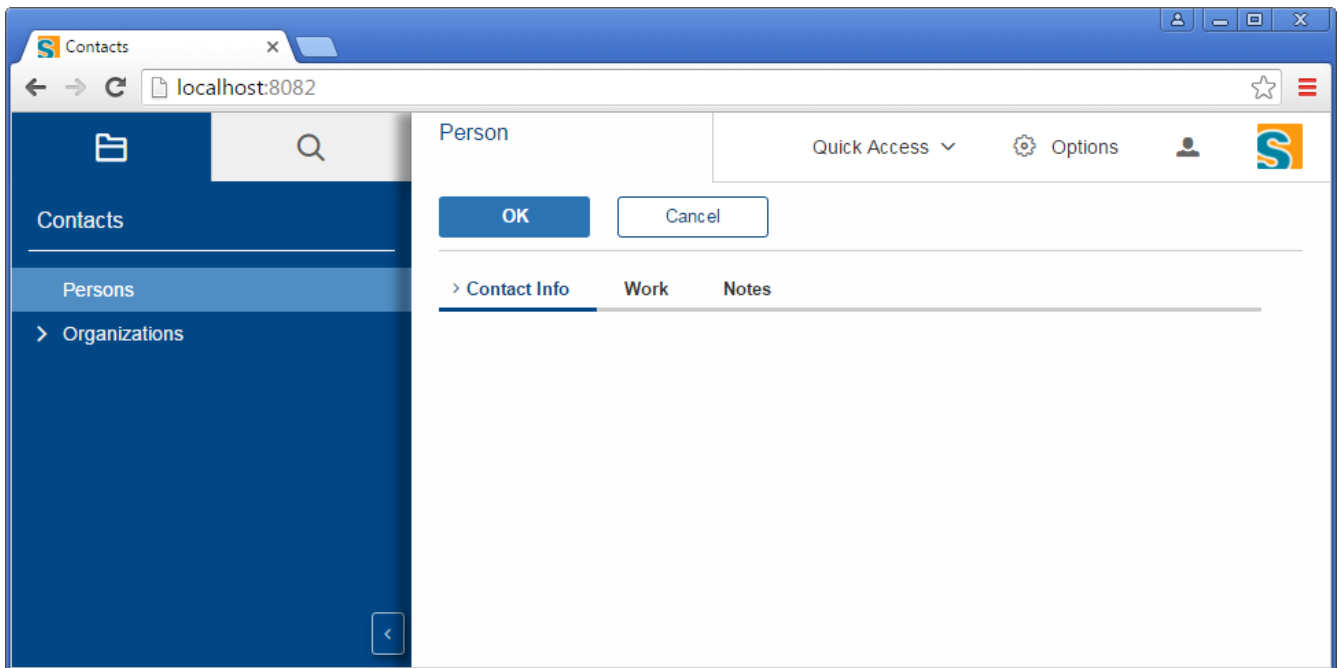 Contacts
localhost:8082
Person
Quick Access
Options
Contacts
OK
Cancel
Persons
Contact Info
Work
Notes
Organizations